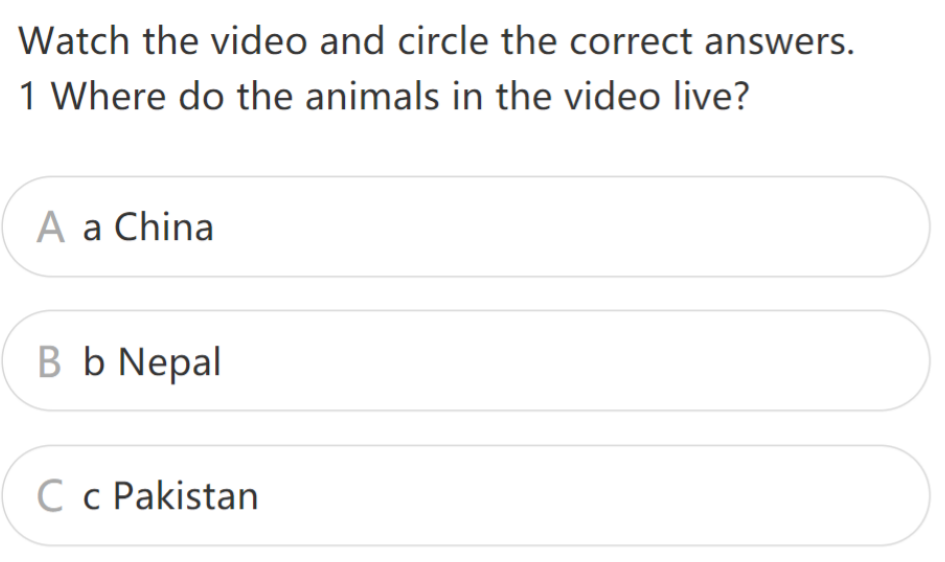 Watch the video and circle the correct answers.
1 Where do the animals in the video live?
A a China
B b Nepal
C c Pakistan